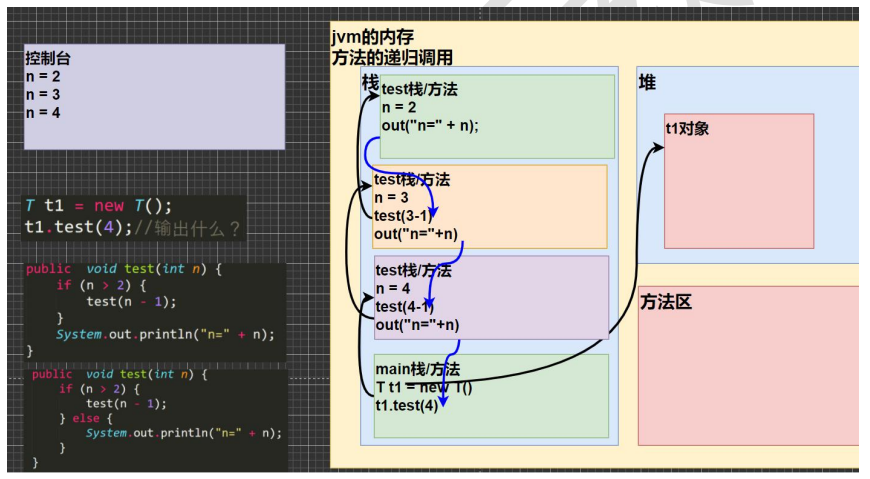 控制台
n = 2
n = 3
n = 4
T t1 = new T();
t1.test(4);//输出什么？
public void test(int n) {
if (n > 2) {
test(n - 1);
}
System.out.println("n=" + n);
}
public void test(int n) {
if (n > 2) {
test(n - 1);
} else {
System.out.println("n=" + n);
}
}
jvm的内存
方法的递归调用
栈
test栈/方法
n = 2
out("n=" + n);
test栈/方法
n = 3
test(3-1)
out("n="+n)
test栈/方法
n = 4
test(4-1)
out("n="+n)
main栈/方法
T t1 = new T()
t1.test(4)
堆
t1对象
方法区